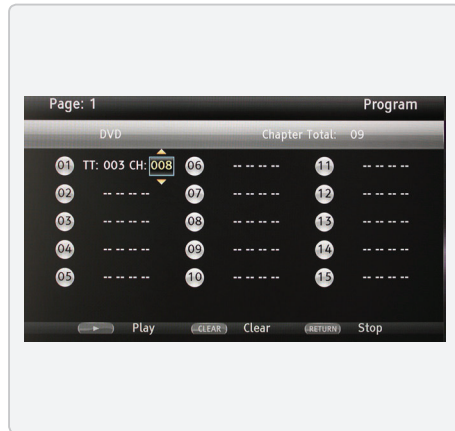 Page: 1 Program
DVD Chapter Total: 09
01 TT: 003 CH: 008 06 -- -- -- -- 11 -- -- -- --
02 -- -- -- -- 07 -- -- -- -- 12 -- -- -- --
03 -- -- -- -- 08 -- -- -- -- 13 -- -- -- --
04 -- -- -- -- 09 -- -- -- -- 14 -- -- -- --
05 -- -- -- -- 10 -- -- -- -- 15 -- -- -- --
Play CLEAR Clear RETURN Stop